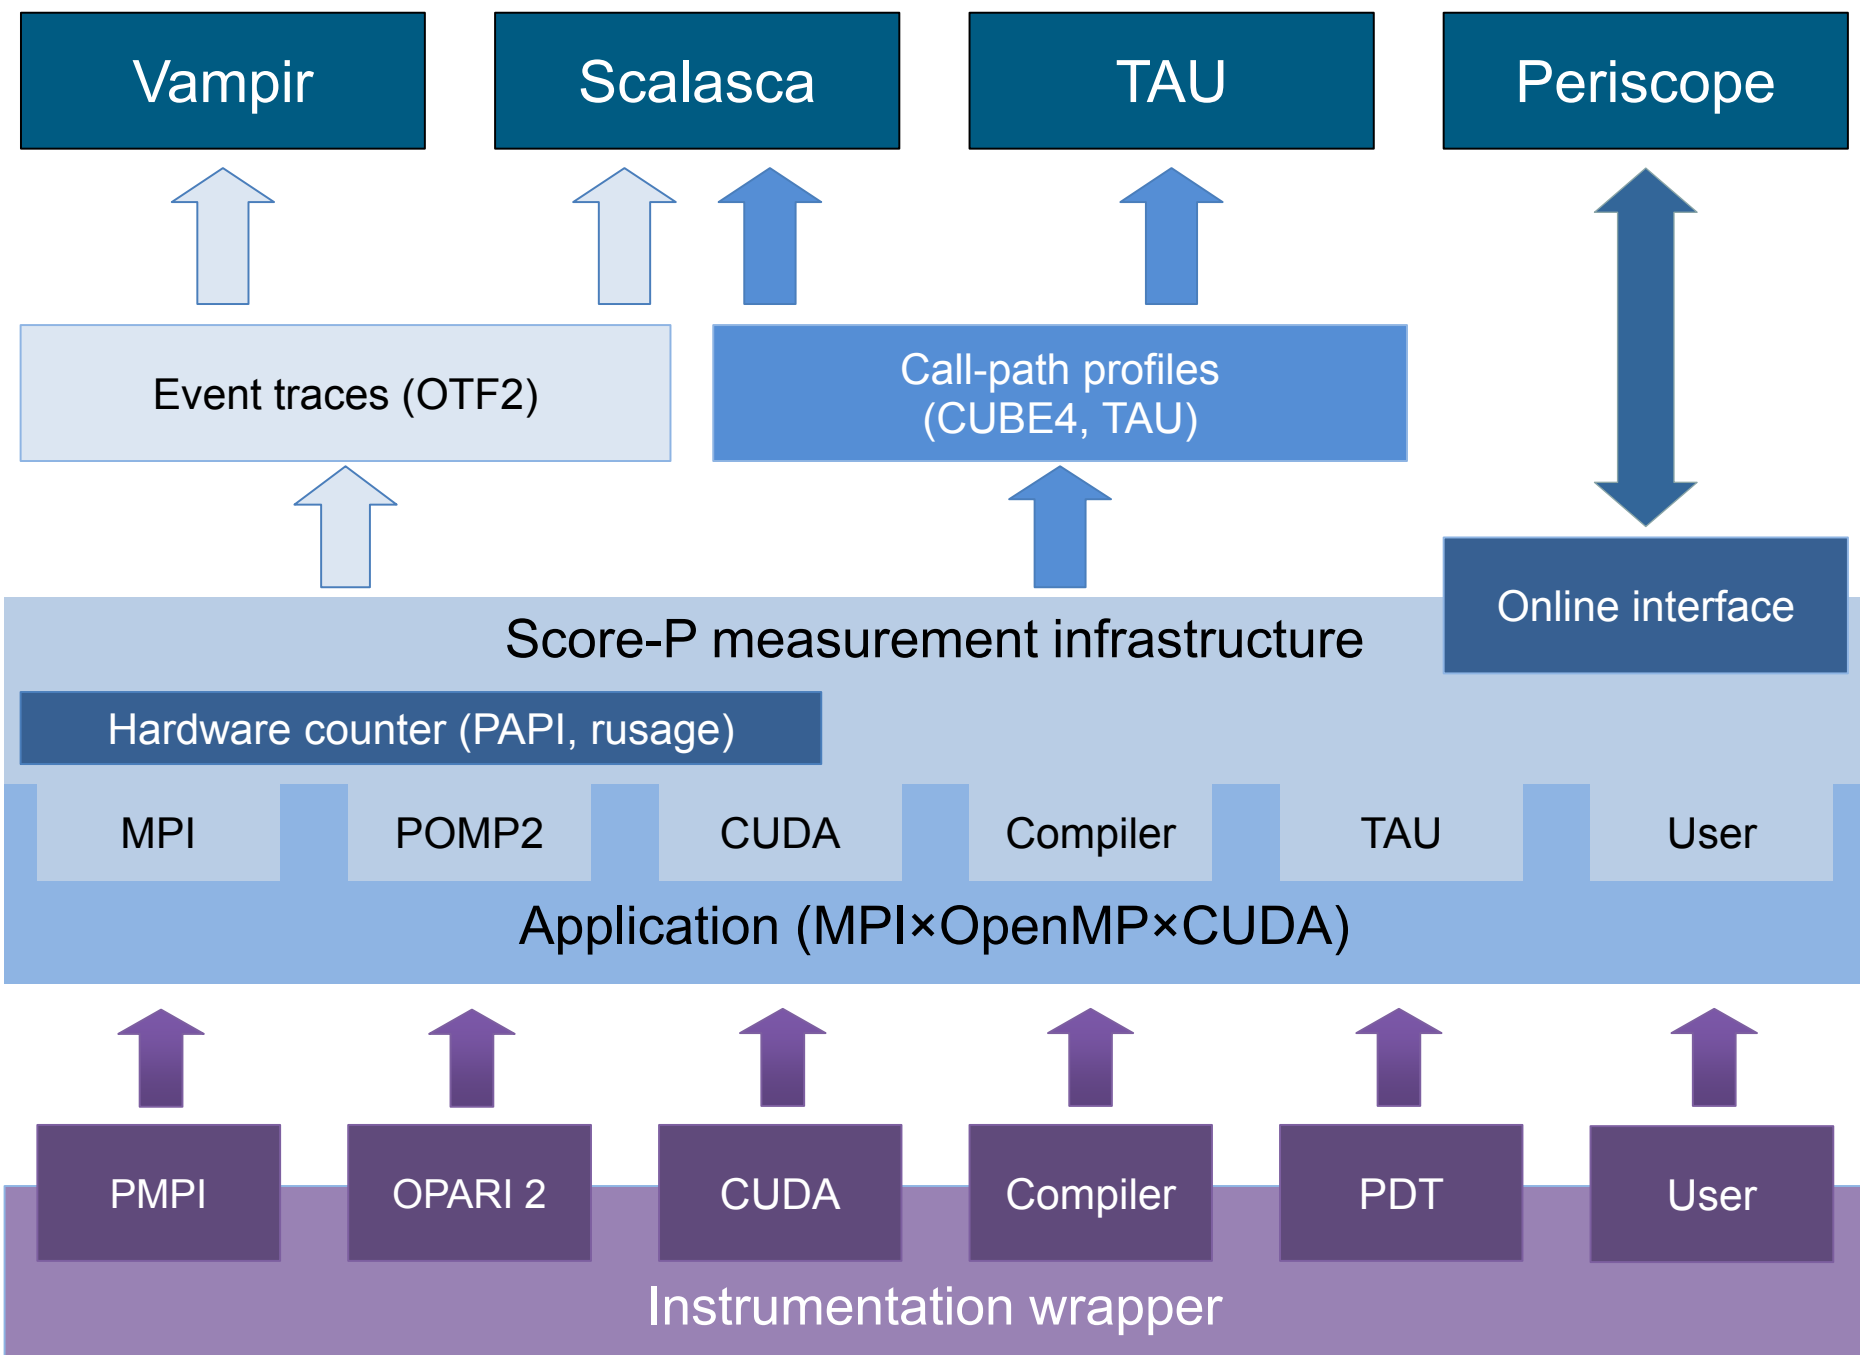 Vampir
Scalasca
TAU
Periscope
Event traces (OTF2)
Call-path profiles
(CUBE4, TAU)
Online interface
Score-P measurement infrastructure
Hardware counter (PAPI, rusage)
MPI
POMP2
CUDA
Compiler
TAU
User
Application (MPI×OpenMP×CUDA)
PMPI
OPARI 2
CUDA
Compiler
PDT
User
Instrumentation wrapper